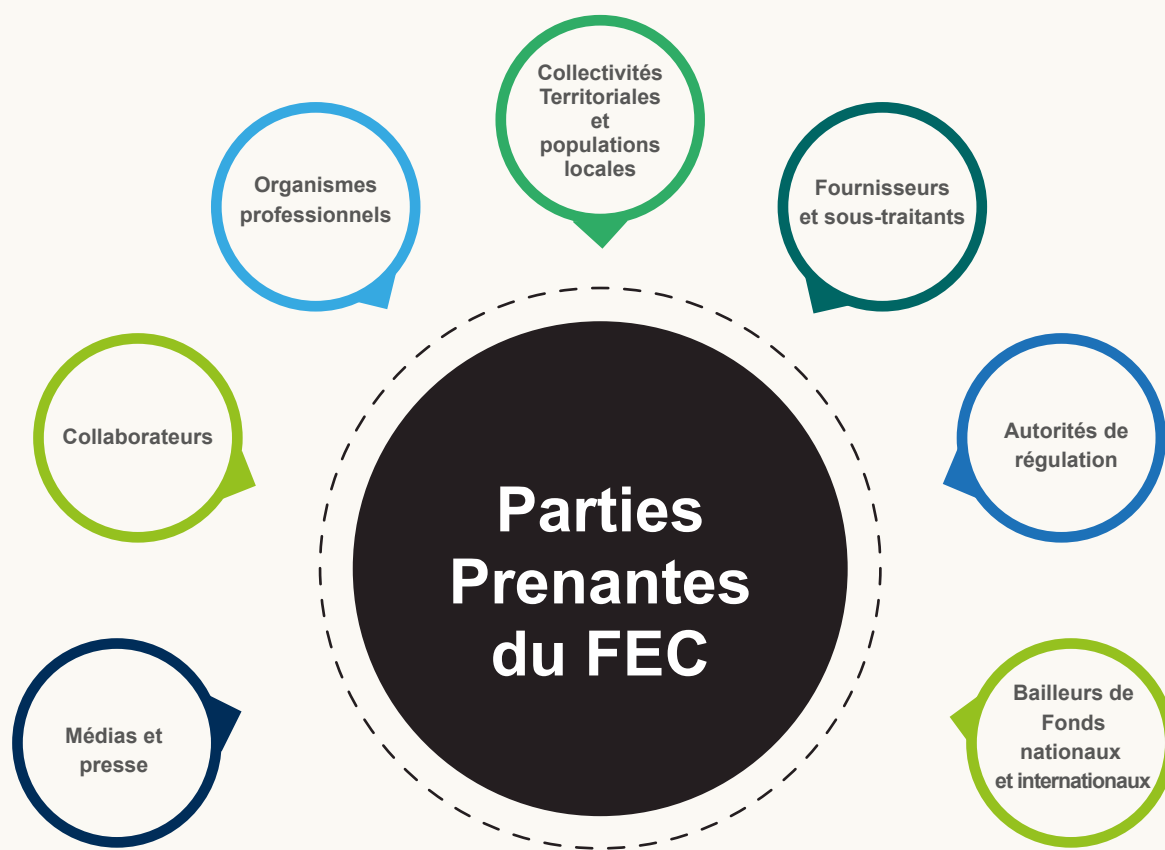 Collectivités
Territoriales
et
populations
locales
Organismes
professionnels
Fournisseurs
et sous-traitants
Collaborateurs
Autorités de
régulation
Parties
Prenantes
du FEC
Médias et
presse
Bailleurs de
Fonds
nationaux
et internationaux